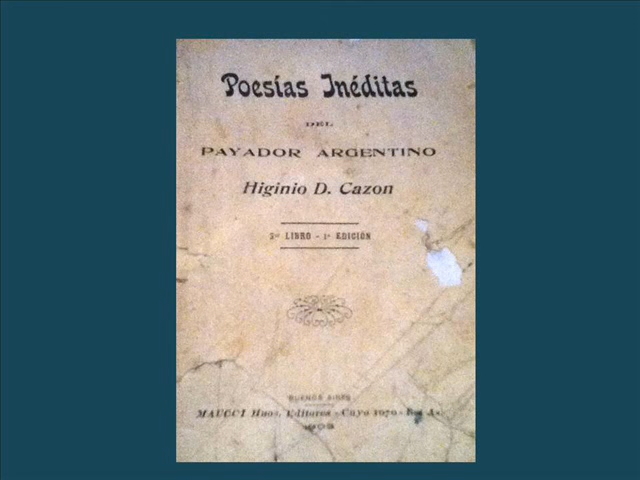 Poesías Inéditas
DEL
PAYADOR ARGENTINO
Higinio D. Cazon
LIBRO - 1ª EDICIÓN
BUENOS AIRES
MAUCCI Hnos. Editores - Cuyo 1070 - Bs. As.